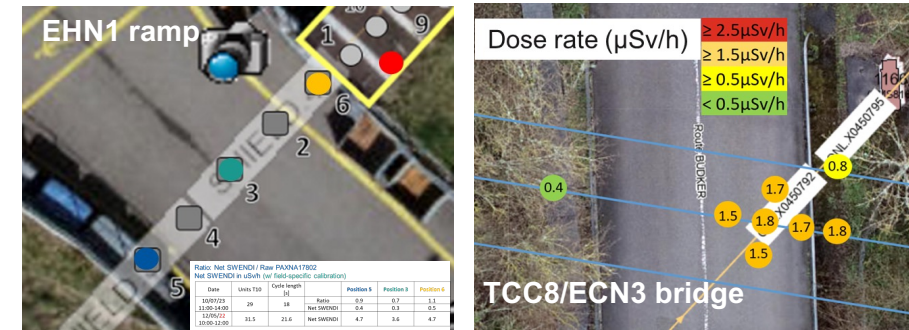 EHN1 ramp
10
9
1
6
2
3
4
5
Ratio: Net SWENDI / Raw PAXNA17802
Net SWENDI in uSv/h (w/ field-specific calibration)
Date Units T10 Cycle length [s] Position 5 Position 3 Position 6
10/07/23 11:00-14:00 29 18 Ratio 0.9 0.7 1.1
Net SWENDI 0.4 0.3 0.5
12/05/22 10:00-12:00 31.5 21.6 Net SWENDI 4.7 3.6 4.7
Dose rate (µSv/h)
≥ 2.5µSv/h
≥ 1.5µSv/h
≥ 0.5µSv/h
< 0.5µSv/h
Route BUDKER
NL.X0450795
X0450792
0.8
0.4
1.7
1.5
1.8
1.7
1.8
1.5
TCC8/ECN3 bridge